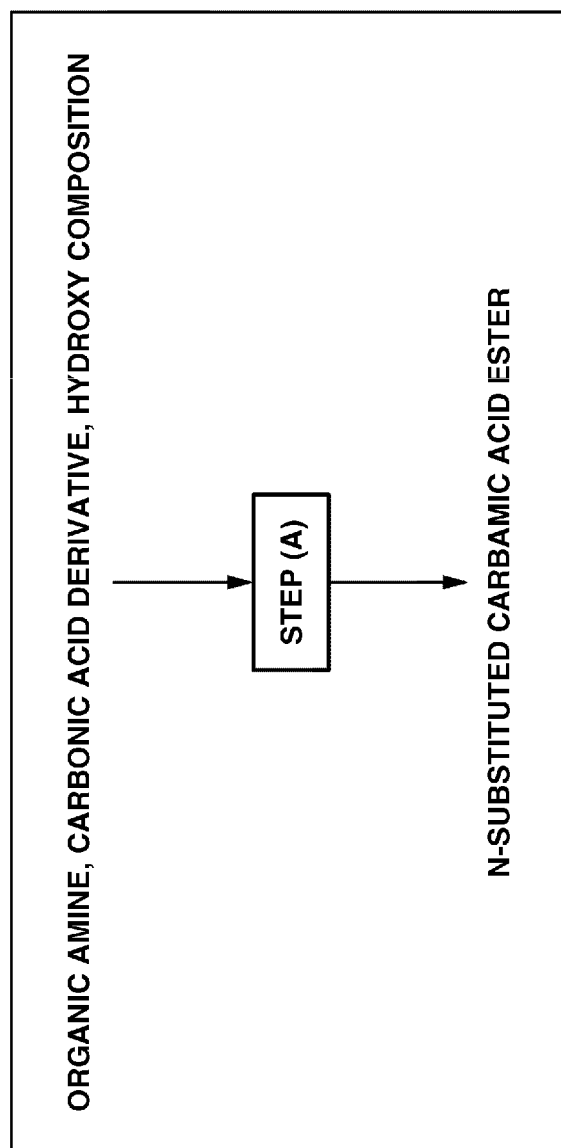 ORGANIC AMINE, CARBONIC ACID DERIVATIVE, HYDROXY COMPOSITION
STEP (A)
N-SUBSTITUTED CARBAMIC ACID ESTER